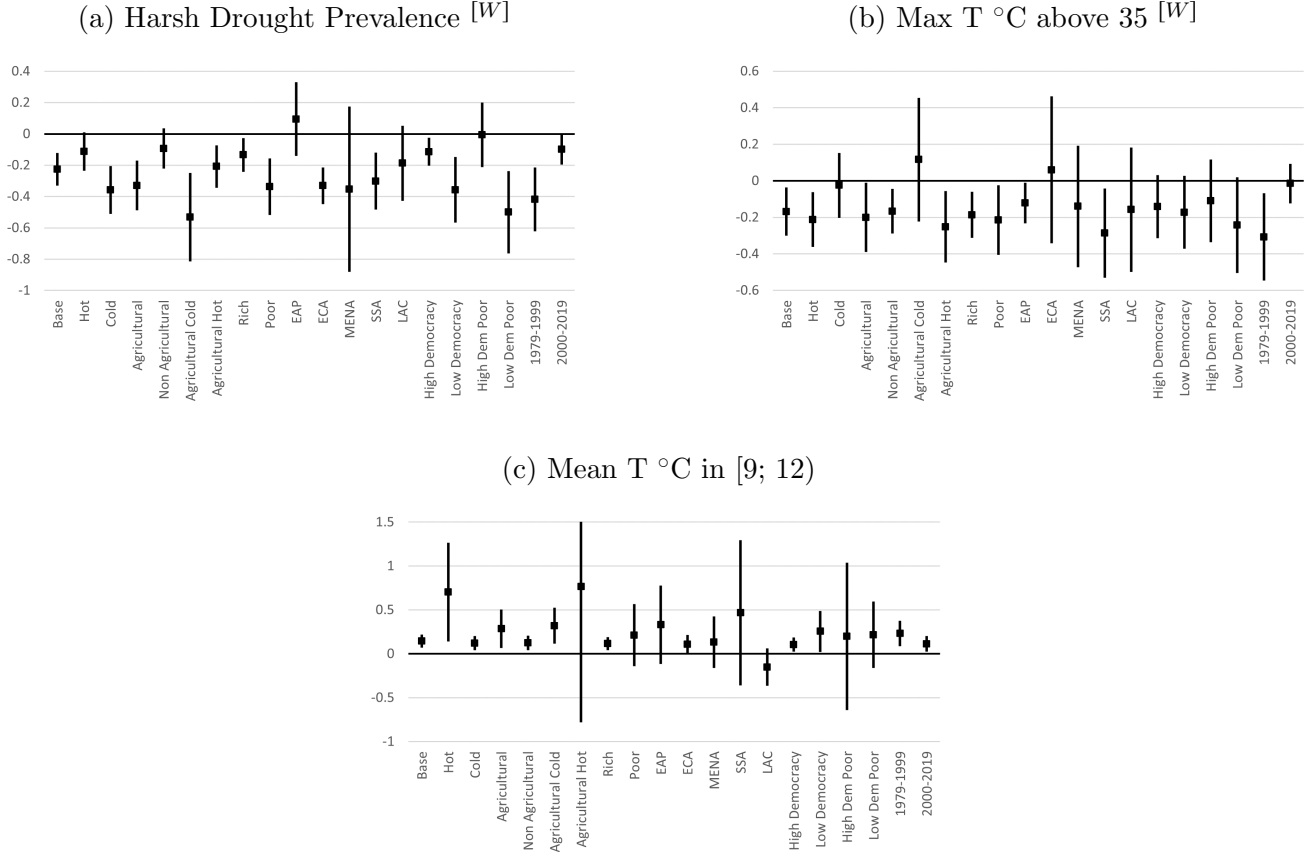 (a) Harsh Drought Prevalence [W]
0.4
0.2
0
-0.2
-0.4
-0.6
-0.8
-1
Base
Hot
Cold
Agricultural
Non Agricultural
Agricultural Cold
Agricultural Hot
Rich
Poor
EAP
ECA
MENA
SSA
LAC
High Democracy
Low Democracy
High Dem Poor
Low Dem Poor
1979-1999
2000-2019
(b) Max T °C above 35 [W]
0.6
0.4
0.2
0
-0.2
-0.4
-0.6
Base
Hot
Cold
Agricultural
Non Agricultural
Agricultural Cold
Agricultural Hot
Rich
Poor
EAP
ECA
MENA
SSA
LAC
High Democracy
Low Democracy
High Dem Poor
Low Dem Poor
1979-1999
2000-2019
(c) Mean T °C in [9; 12)
1.5
1
0.5
0
-0.5
-1
Base
Hot
Cold
Agricultural
Non Agricultural
Agricultural Cold
Agricultural Hot
Rich
Poor
EAP
ECA
MENA
SSA
LAC
High Democracy
Low Democracy
High Dem Poor
Low Dem Poor
1979-1999
2000-2019